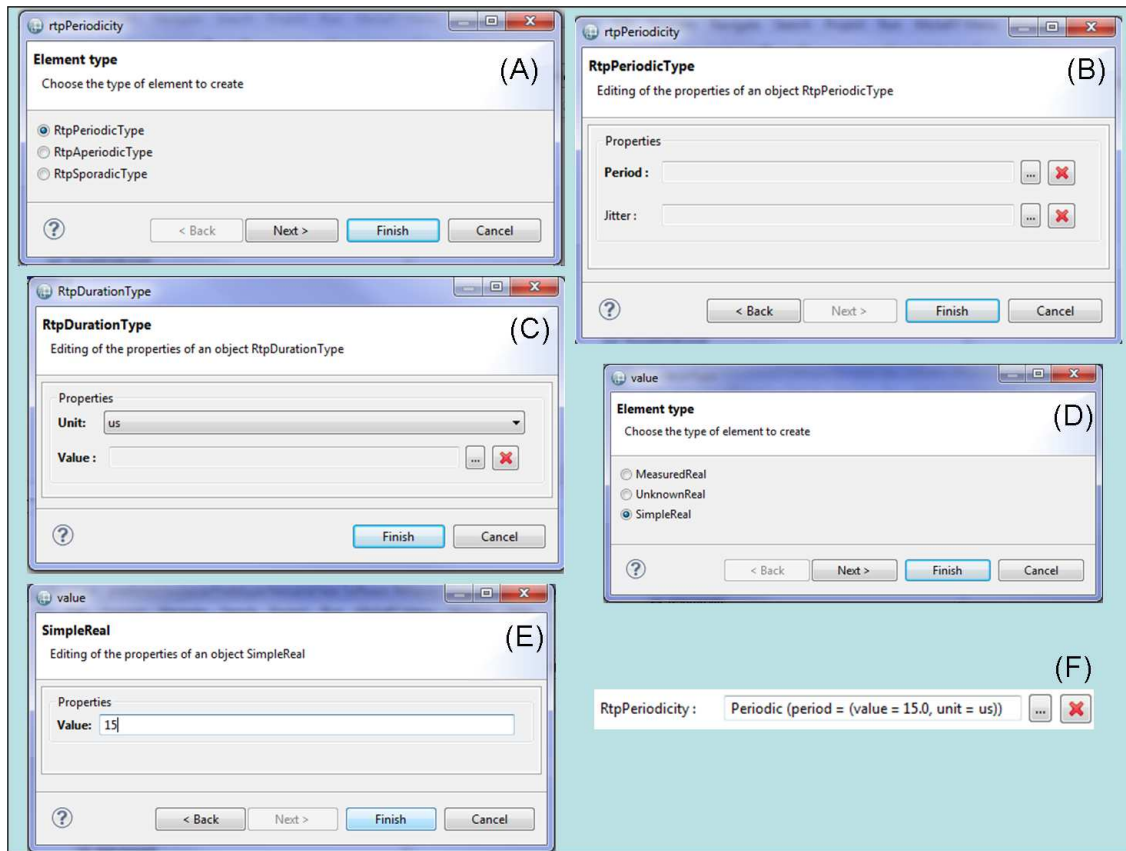 rtpPeriodicity
Element type
(A)
Choose the type of element to create
RtpPeriodicType
RtpAperiodicType
RtpSporadicType
? < Back Next > Finish Cancel
rtpPeriodicity
(B)
RtpPeriodicType
Editing of the properties of an object RtpPeriodicType
Properties
Period : ...
Jitter : ...
? < Back Next > Finish Cancel
RtpDurationType
RtpDurationType
(C)
Editing of the properties of an object RtpDurationType
Properties
Unit: us
Value : ...
? Finish Cancel
value
Element type
(D)
Choose the type of element to create
MeasuredReal
UnknownReal
SimpleReal
? < Back Next > Finish Cancel
value
SimpleReal
(E)
Editing of the properties of an object SimpleReal
Properties
Value: 15
? < Back Next > Finish Cancel
(F)
RtpPeriodicity : Periodic (period = (value = 15.0, unit = us)) ...